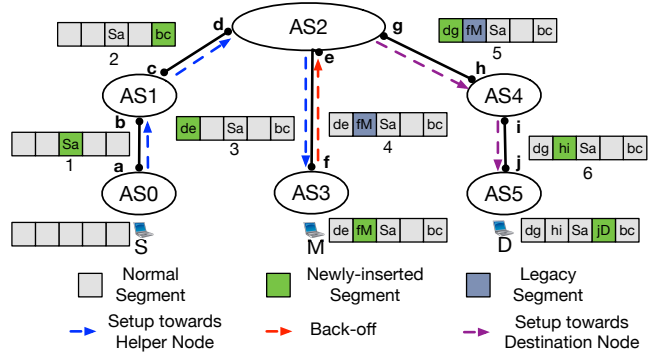 d
AS2
g
Sa bc
2
dg fM Sa bc
5
c
e
h
AS1
AS4
b
i
Sa
1
de Sa bc
3
de fM Sa bc
4
dg hi Sa bc
6
a
f
j
AS0
AS3
AS5
S
M
de fM Sa bc
D
dg hi Sa jD bc
Normal
Segment
Newly-inserted
Segment
Legacy
Segment
Setup towards
Helper Node
Back-off
Setup towards
Destination Node